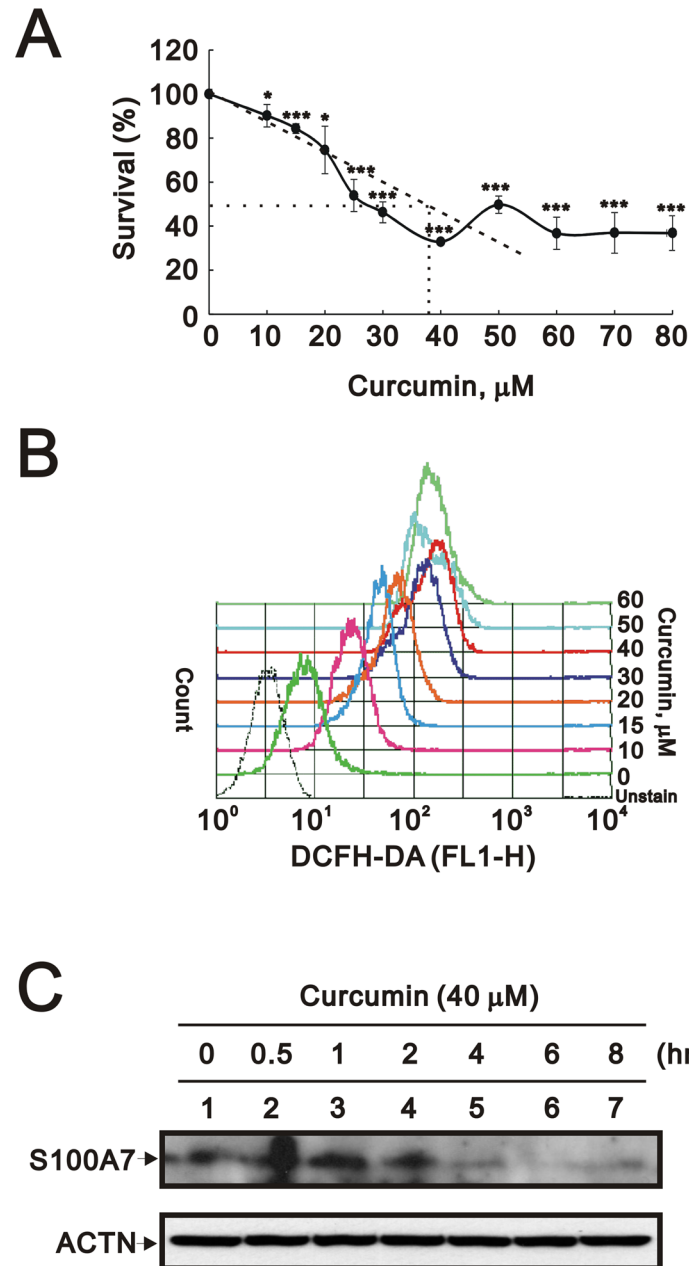 A
120
100
80
60
40
20
0
Survival (%)
* *** * *** *** *** *** *** *** ***
0 10 20 30 40 50 60 70 80
Curcumin, μM
B
60
50
40
30
20
15
10
0
Unstain
Curcumin, μM
Count
10⁰ 10¹ 10² 10³ 10⁴
DCFH-DA (FL1-H)
C
Curcumin (40 μM)
0 0.5 1 2 4 6 8 (hr
1 2 3 4 5 6 7
S100A7
ACTN